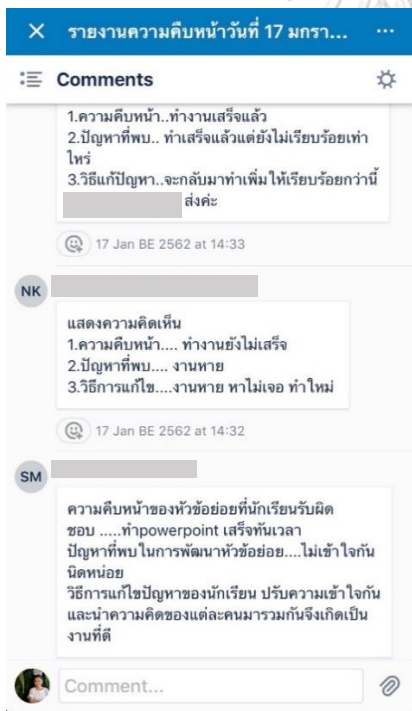 รายงานความคืบหน้าวันที่ 17 มกรา...
Comments
1.ความคืบหน้า..ทำงานเสร็จแล้ว
2.ปัญหาที่พบ.. ทำเสร็จแล้วแต่ยังไม่เรียบร้อยเท่า
ไหร่
3.วิธีแก้ปัญหา..จะกลับมาทำเพิ่มให้เรียบร้อยกว่านี้
ส่งค่ะ
17 Jan BE 2562 at 14:33
NK
แสดงความคิดเห็น
1.ความคืบหน้า.... ทำงานยังไม่เสร็จ
2.ปัญหาที่พบ.... งานหาย
3.วิธีการแก้ไข....งานหาย หาไม่เจอ ทำใหม่
17 Jan BE 2562 at 14:32
SM
ความคืบหน้าของหัวข้อย่อยที่นักเรียนรับผิด
ชอบ .....ทำpowerpoint เสร็จทันเวลา
ปัญหาที่พบในการพัฒนาหัวข้อย่อย....ไม่เข้าใจกัน
นิดหน่อย
วิธีการแก้ไขปัญหาของนักเรียน ปรับความเข้าใจกัน
และนำความคิดของแต่ละคนมารวมกันจึงเกิดเป็น
งานที่ดี
Comment...